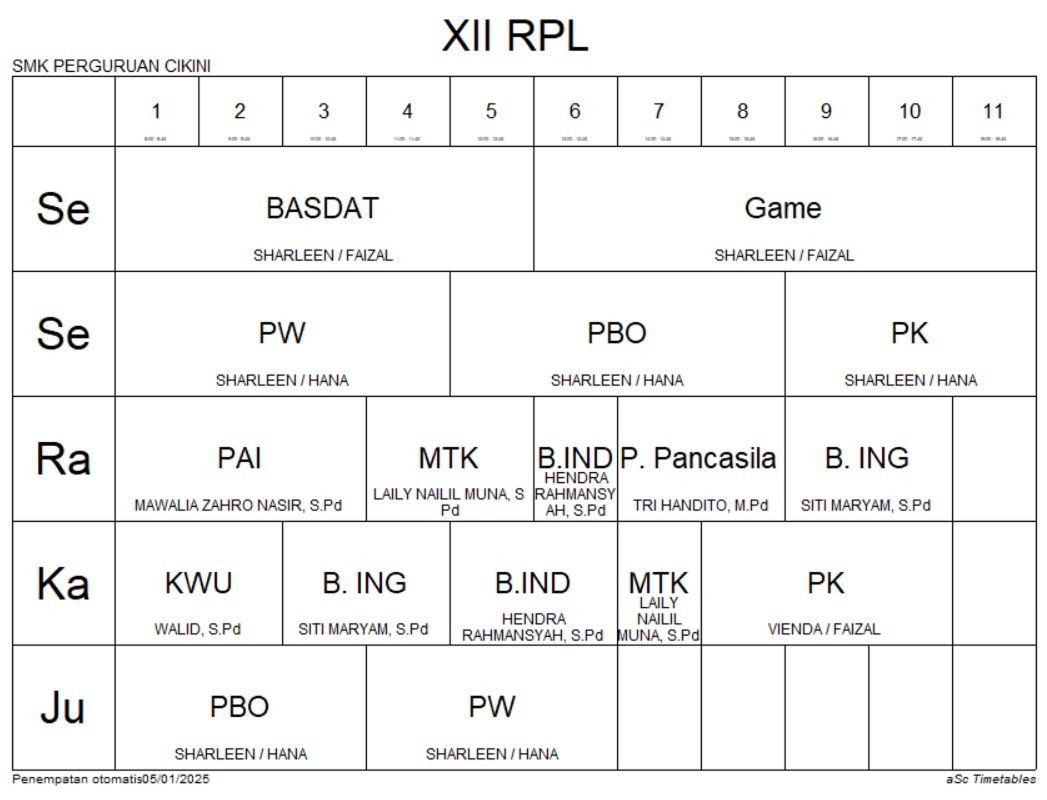 XII RPL
SMK PERGURUAN CIKINI
1 2 3 4 5 6 7 8 9 10 11
Se
BASDAT
SHARLEEN / FAIZAL
Game
SHARLEEN / FAIZAL
Se
PW
SHARLEEN / HANA
PBO
SHARLEEN / HANA
PK
SHARLEEN / HANA
Ra
PAI
MAWALIA ZAHRO NASIR, S.Pd
MTK
LAILY NAILIL MUNA, S
Pd
B.IND
HENDRA
RAHMANSY
AH, S.Pd
P. Pancasila
TRI HANDITO, M.Pd
B. ING
SITI MARYAM, S.Pd
Ka
KWU
WALID, S.Pd
B. ING
SITI MARYAM, S.Pd
B.IND
HENDRA
RAHMANSYAH, S.Pd
MTK
LAILY
NAILIL
MUNA, S.Pd
PK
VIENDA / FAIZAL
Ju
PBO
SHARLEEN / HANA
PW
SHARLEEN / HANA
Penempatan otomatis05/01/2025
aSc Timetables